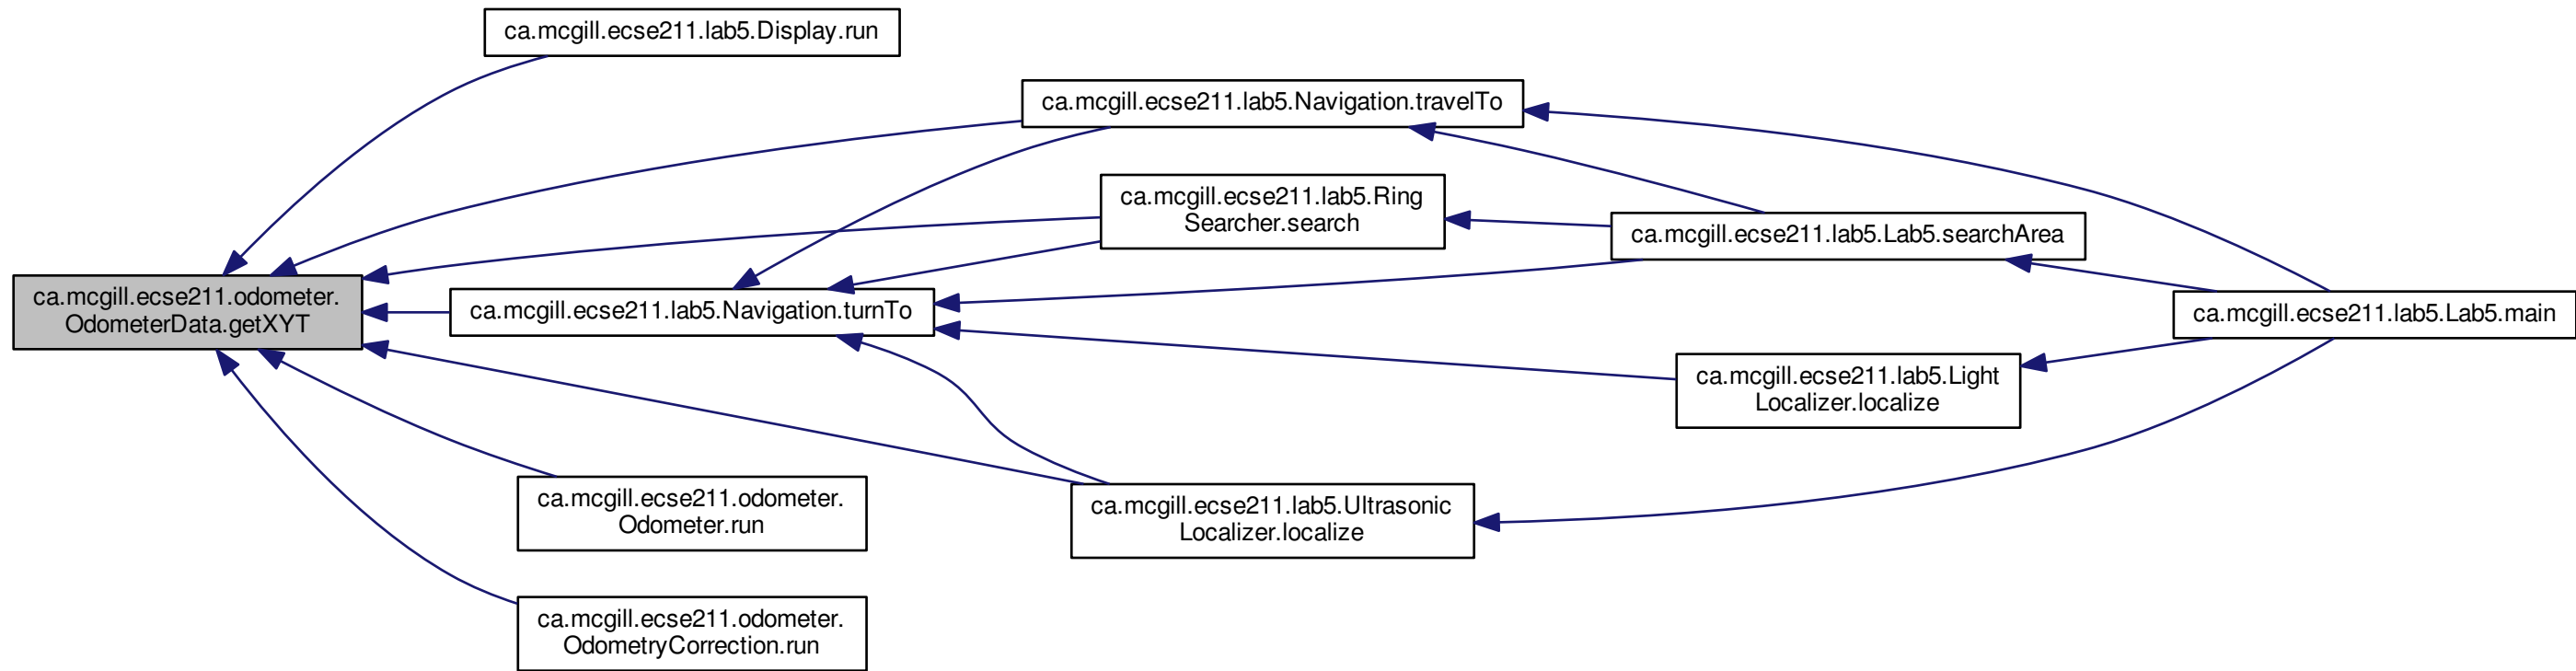 ca.mcgill.ecse211.lab5.Display.run
ca.mcgill.ecse211.lab5.Navigation.travelTo
ca.mcgill.ecse211.lab5.Ring
Searcher.search
ca.mcgill.ecse211.lab5.Lab5.searchArea
ca.mcgill.ecse211.odometer.
OdometerData.getXYT
ca.mcgill.ecse211.lab5.Navigation.turnTo
ca.mcgill.ecse211.lab5.Lab5.main
ca.mcgill.ecse211.lab5.Light
Localizer.localize
ca.mcgill.ecse211.odometer.
Odometer.run
ca.mcgill.ecse211.lab5.Ultrasonic
Localizer.localize
ca.mcgill.ecse211.odometer.
OdometryCorrection.run